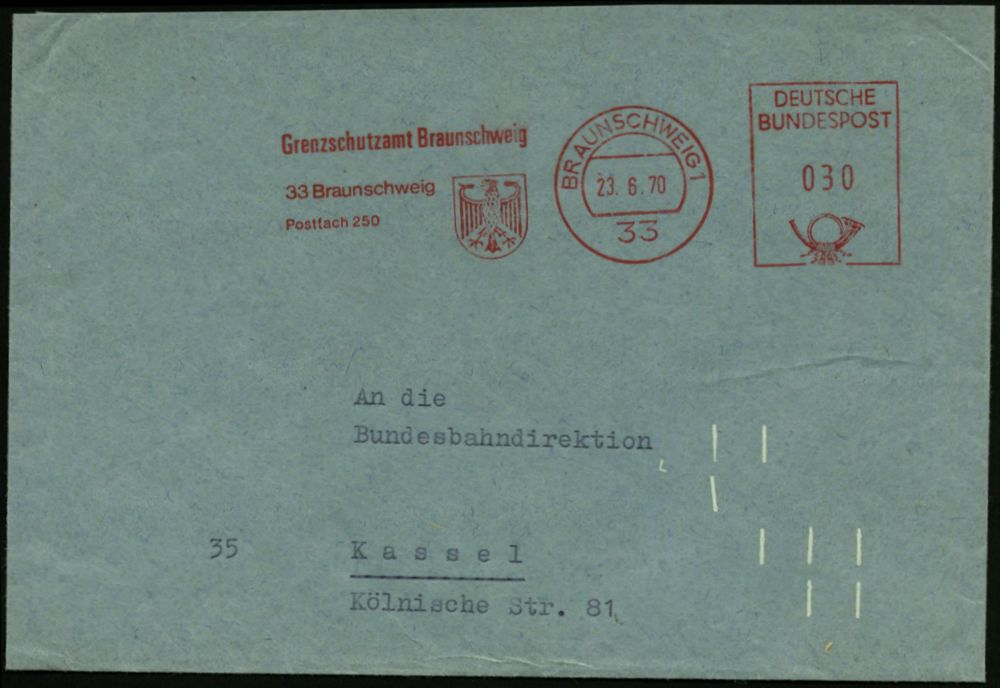 Grenzschutzamt Braunschweig
33 Braunschweig
Postfach 250
BRAUNSCHWEIG 1
23. 6. 70
33
DEUTSCHE
BUNDESPOST
030
An die
Bundesbahndirektion
35 Kassel
Kölnische Str. 81